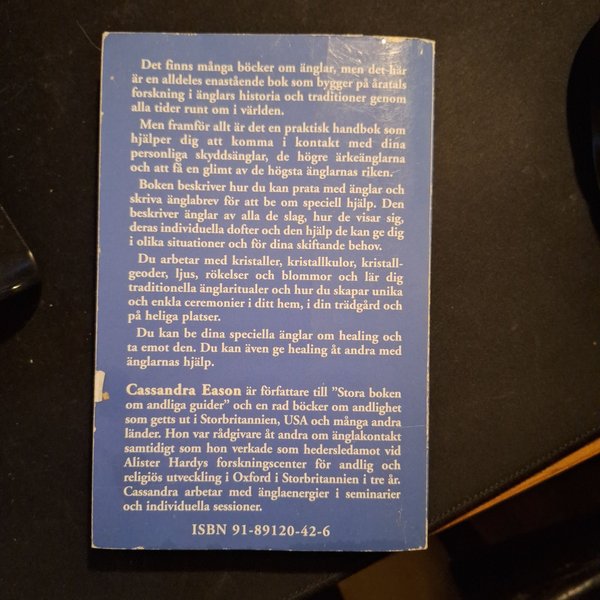 Det finns många böcker om änglar, men det här
är en alldeles enastående bok som bygger på åratals
forskning i änglars historia och traditioner genom
alla tider runt om i världen.
Men framför allt är det en praktisk handbok som
hjälper dig att komma i kontakt med dina
personliga skyddsänglar, de högre ärkeänglarna
och att få en glimt av de högsta änglarnas riken.
Boken beskriver hur du kan prata med änglar och
skriva änglabrev för att be om speciell hjälp. Den
beskriver änglar av alla de slag, hur de visar sig,
deras individuella dofter och den hjälp de kan ge dig
i olika situationer och för dina skiftande behov.
Du arbetar med kristaller, kristallkulor, kristall-
geoder, ljus, rökelser och blommor och lär dig
traditionella änglaritualer och hur du skapar unika
och enkla ceremonier i ditt hem, i din trädgård och
på heliga platser.
Du kan be dina speciella änglar om healing och
ta emot den. Du kan även ge healing åt andra med
änglarnas hjälp.
Cassandra Eason är författare till ”Stora boken
om andliga guider” och en rad böcker om andlighet
som getts ut i Storbritannien, USA och många andra
länder. Hon var rådgivare åt andra om änglakontakt
samtidigt som hon verkade som hedersledamot vid
Alister Hardys forskningscenter för andlig och
religiös utveckling i Oxford i Storbritannien i tre år.
Cassandra arbetar med änglaenergier i seminarier
och individuella sessioner.
ISBN 91-89120-42-6